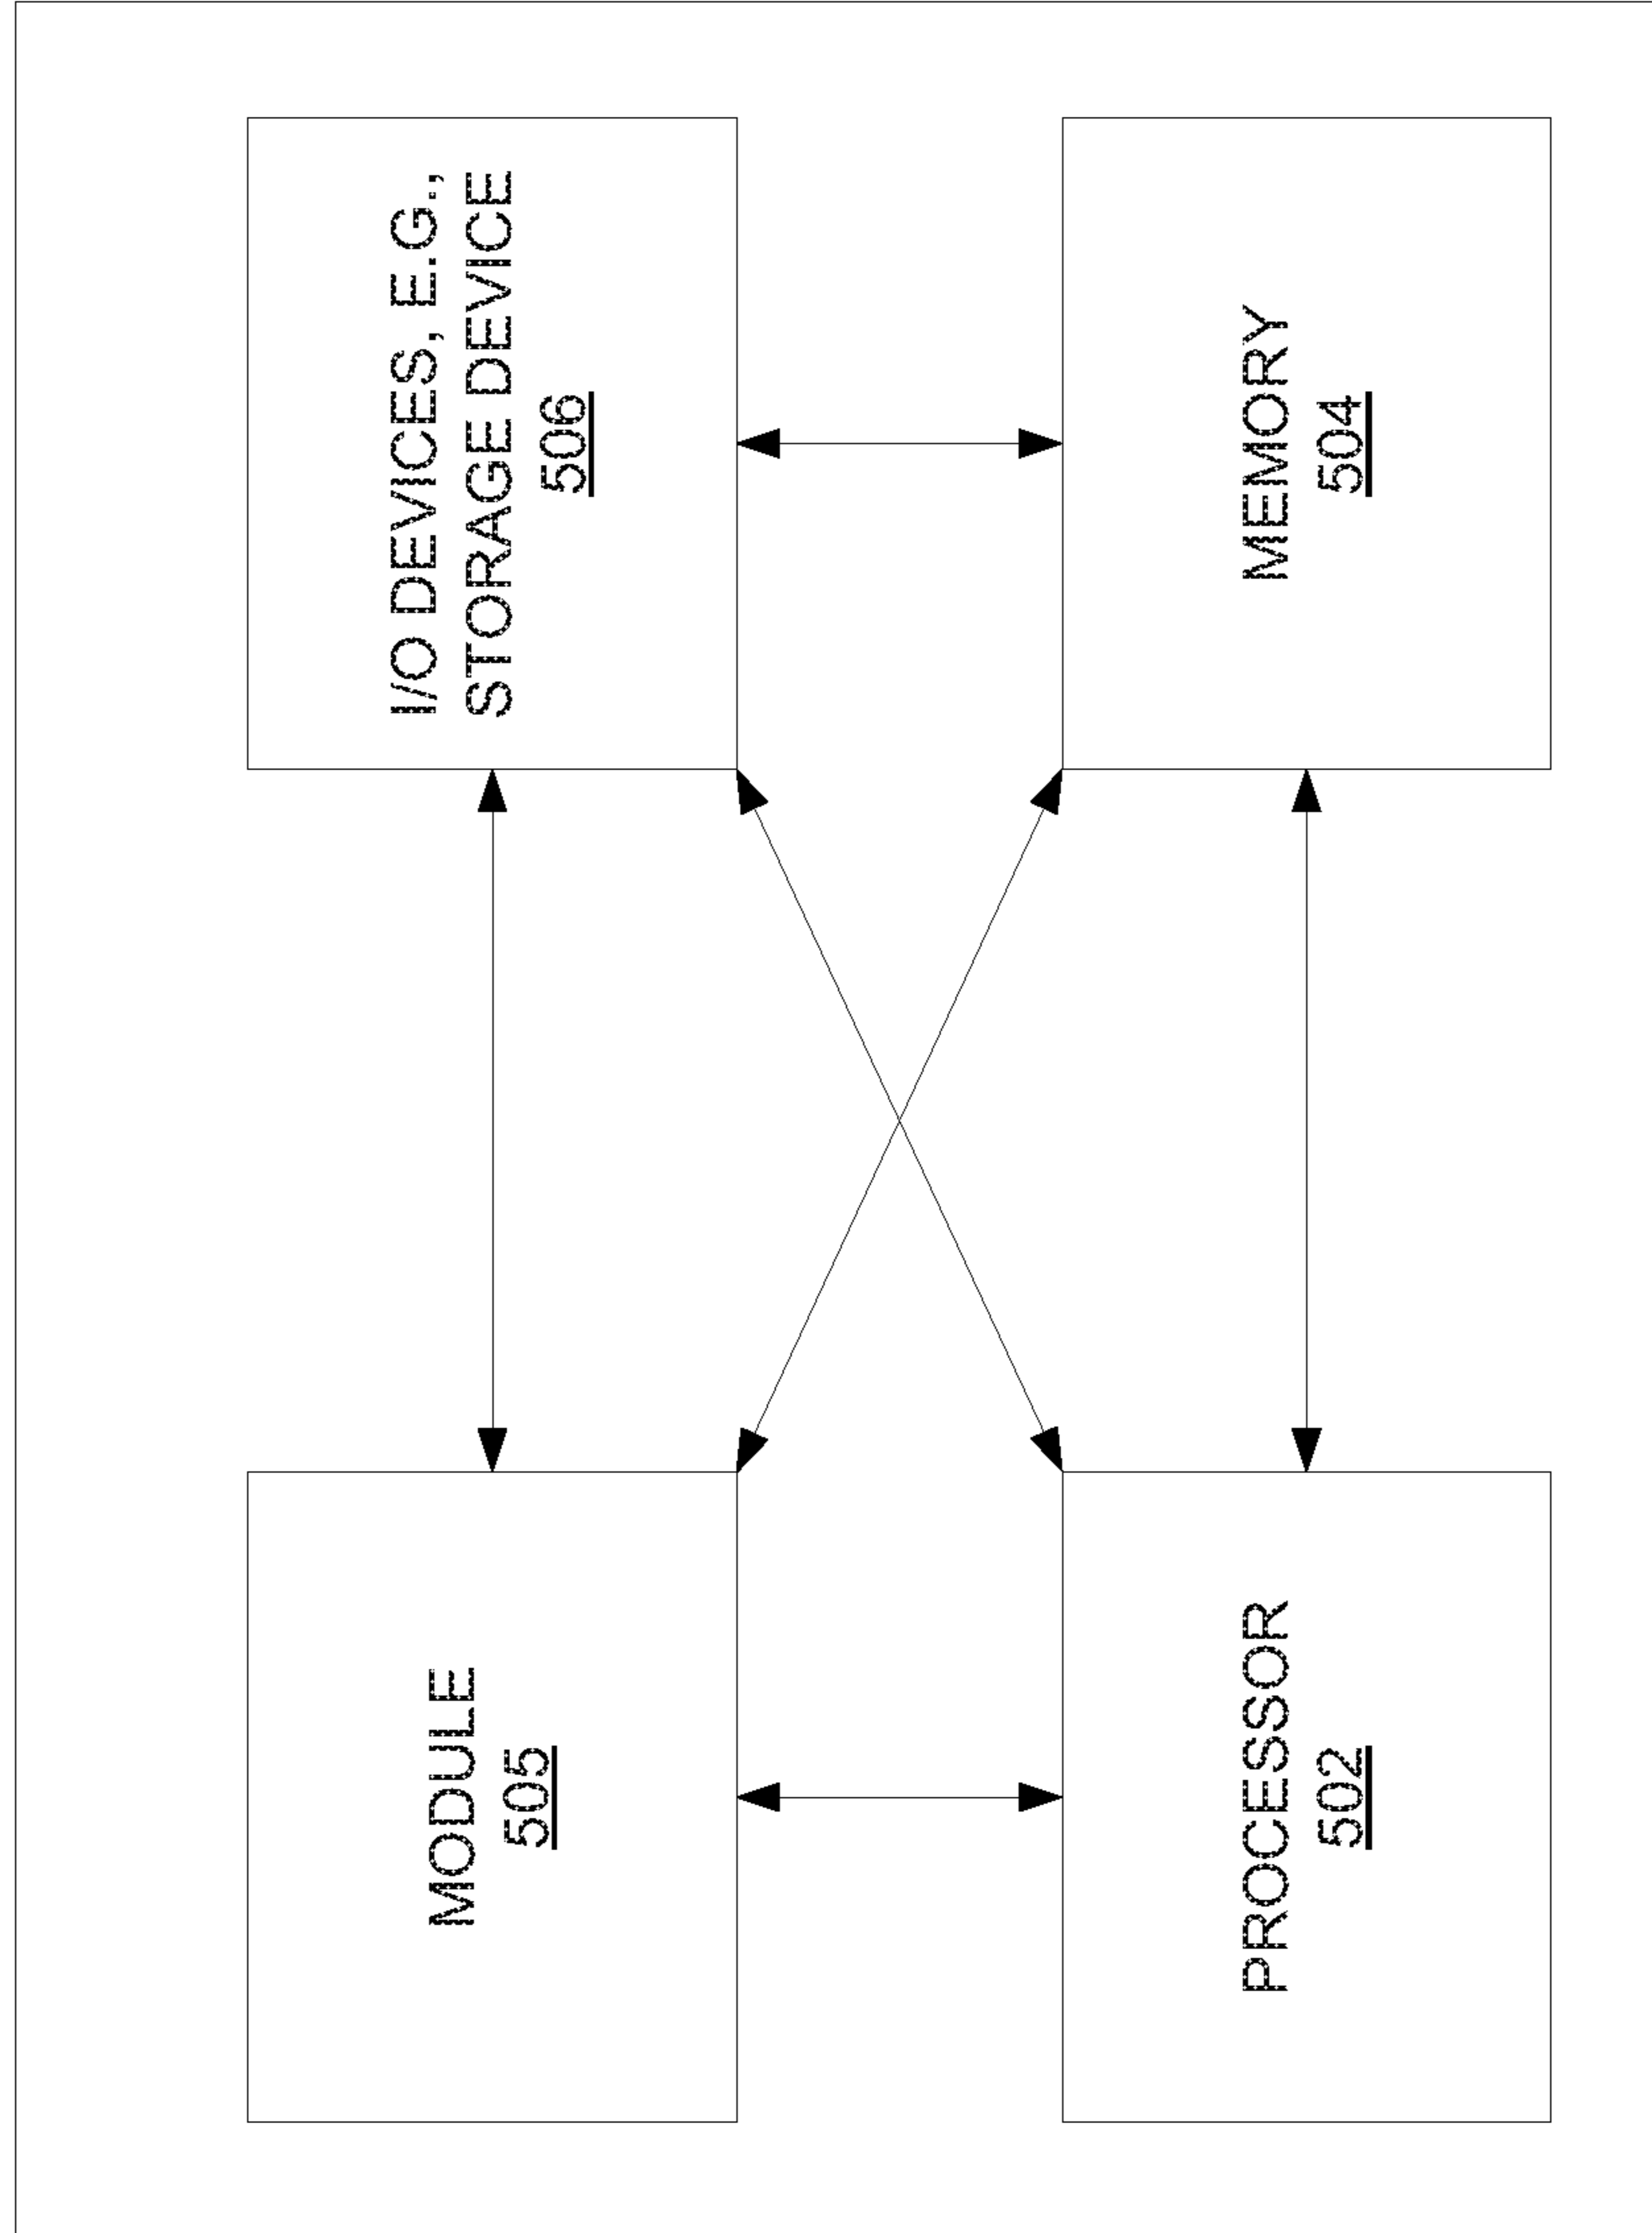 MODULE
505
I/O DEVICES, E.G.,
STORAGE DEVICE
506
PROCESSOR
502
MEMORY
504